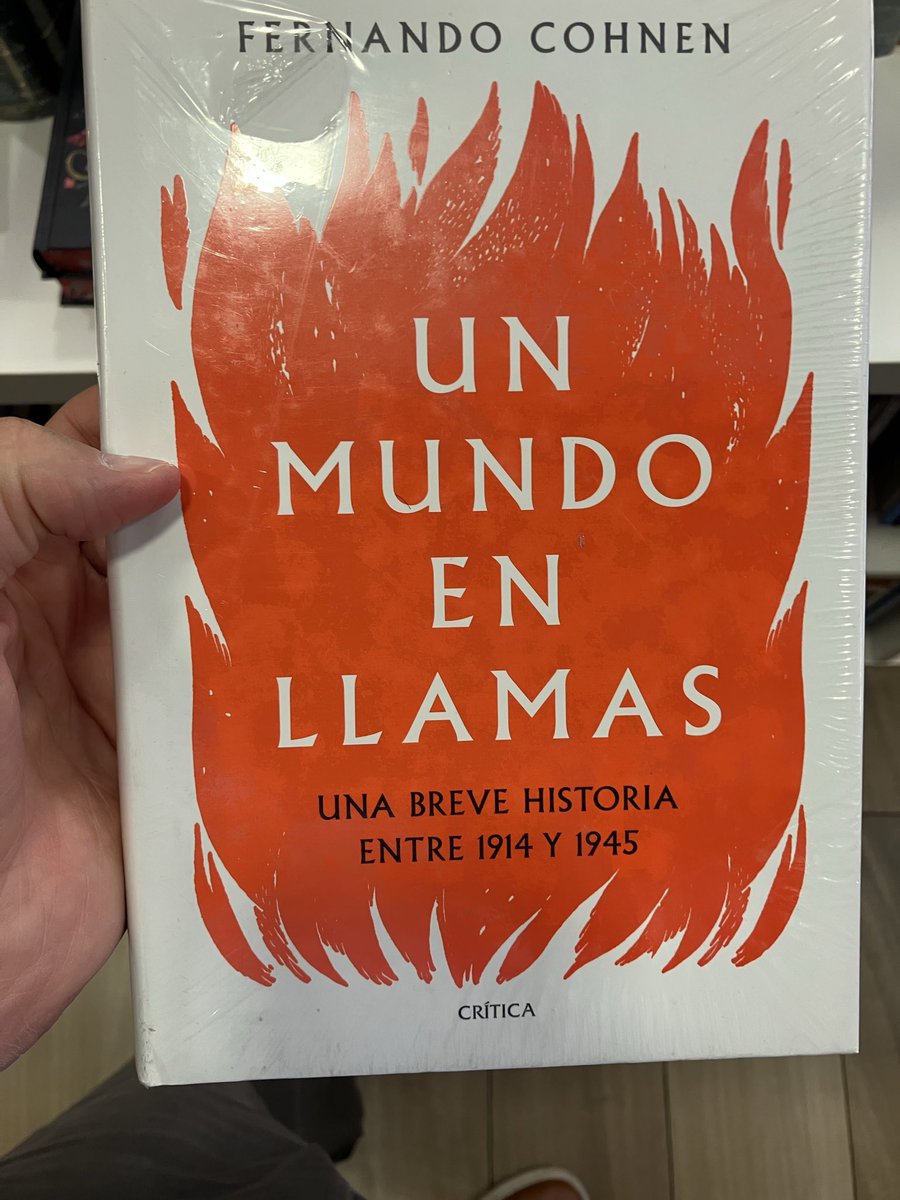 FERNANDO COHNEN
UN
MUNDO
EN
LLAMAS
UNA BREVE HISTORIA
ENTRE 1914 Y 1945
CRÍTICA